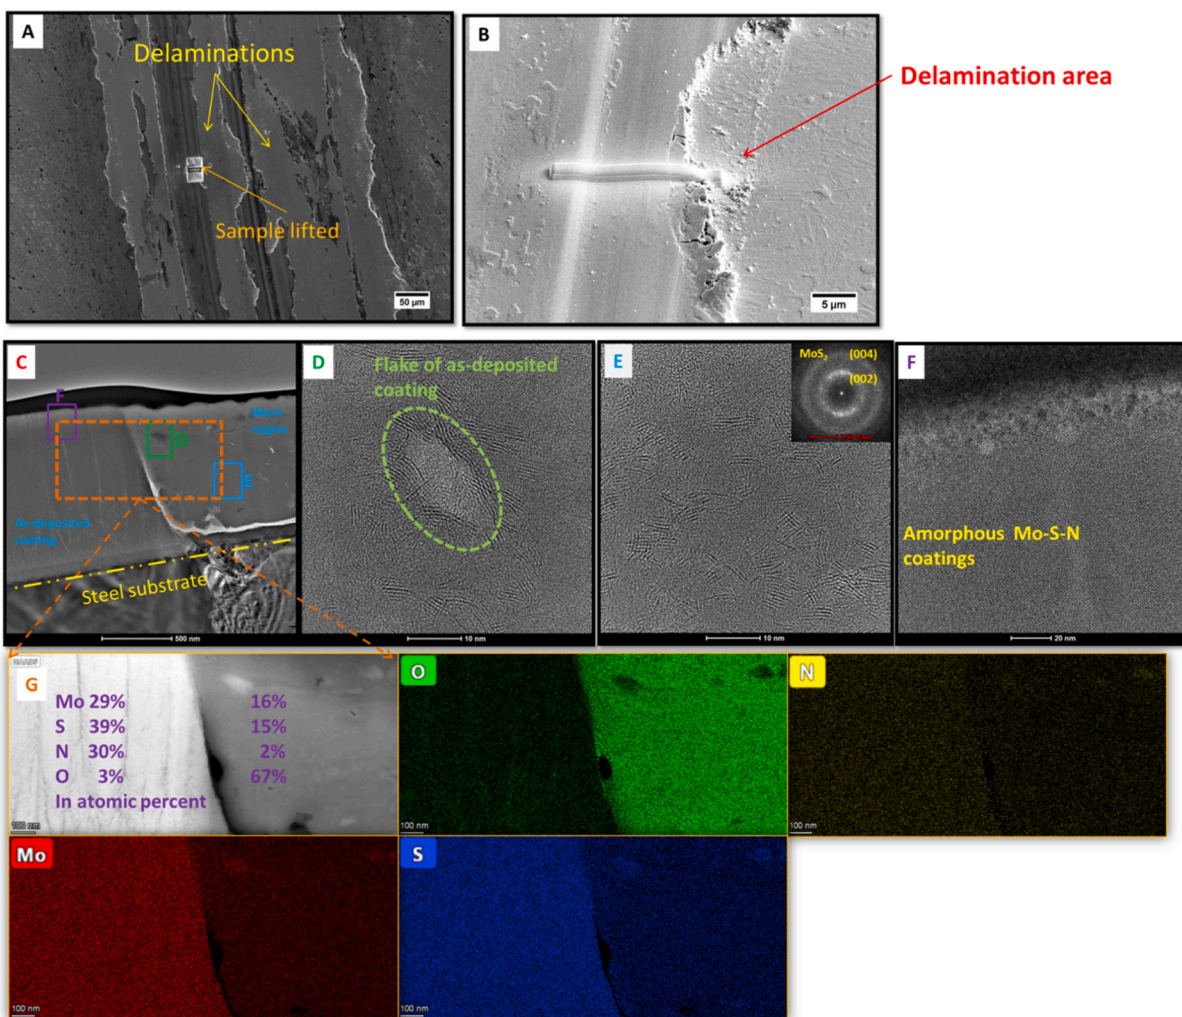 A
Delaminations
Sample lifted
50 µm
B
Delamination area
5 µm
C
F
Worn
region
D
E
As-deposited
coating
Steel substrate
500 nm
D
Flake of as-deposited
coating
10 nm
E
MoS₂ (004)
(002)
10 nm
F
Amorphous Mo-S-N
coatings
20 nm
HAADF
G
Mo 29% 16%
S 39% 15%
N 30% 2%
O 3% 67%
In atomic percent
100 nm
O
100 nm
N
100 nm
Mo
100 nm
S
100 nm